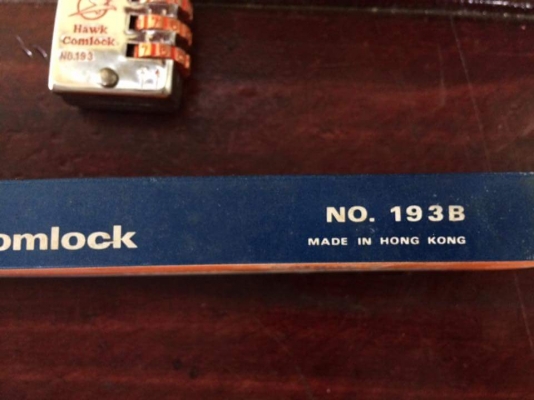 Hawk
Comlock
NO.193
omlock
NO. 193B
MADE IN HONG KONG